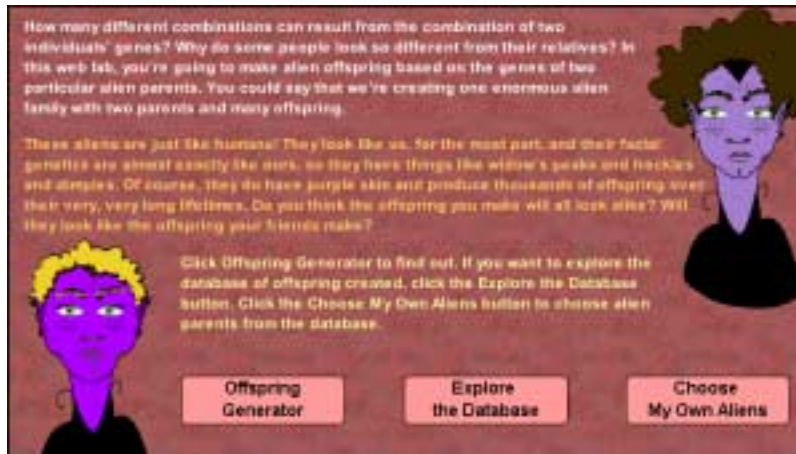 How many different combinations can result from the combination of two
individuals' genes? Why do some people look so different from their relatives? In
this web lab, you're going to make alien offspring based on the genes of two
particular alien parents. You could say that we're creating one enormous alien
family with two parents and many offspring.
These aliens are just like humans! They look like us, for the most part, and their facial
genetics are almost exactly like ours, so they have things like widow's peaks and freckles
and dimples. Of course, they do have purple skin and produce thousands of offspring over
their very, very long lifetimes. Do you think the offspring you make will all look alike? Will
they look like the offspring your friends make?
Click Offspring Generator to find out. If you want to explore the
database of offspring created, click the Explore the Database
button. Click the Choose My Own Aliens button to choose alien
parents from the database.
Offspring
Generator
Explore
the Database
Choose
My Own Aliens